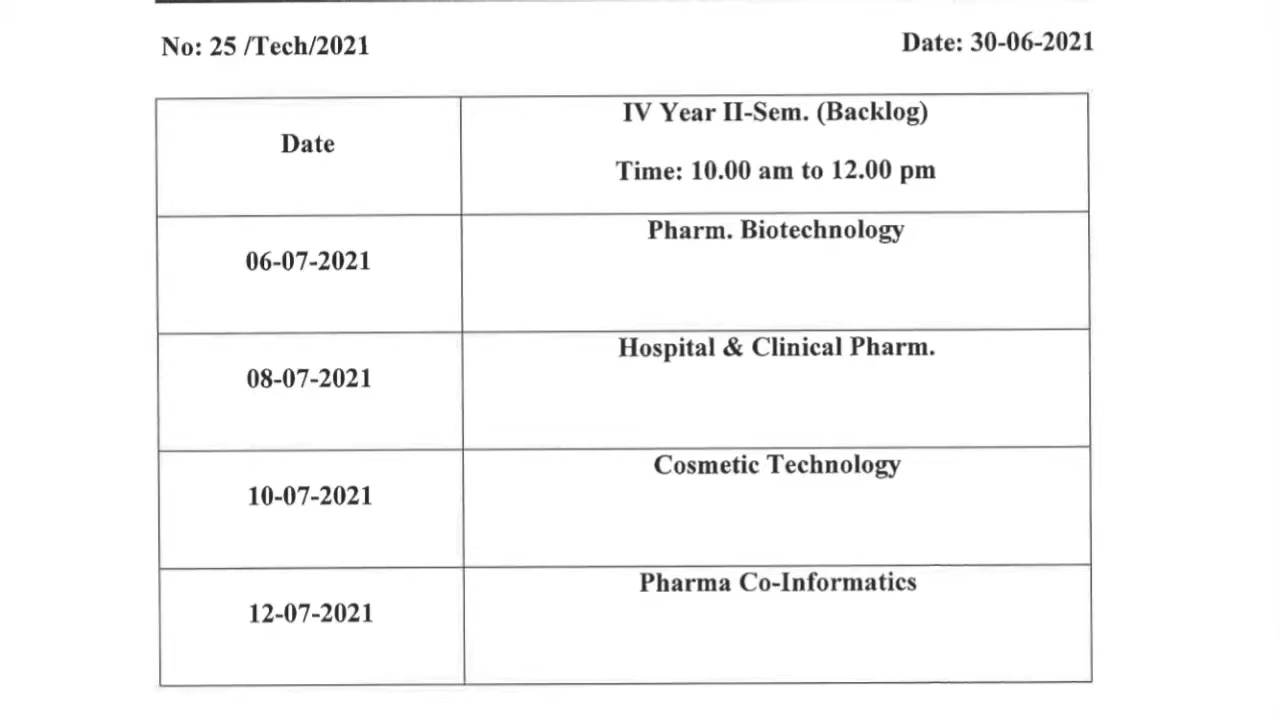 No: 25 /Tech/2021
Date: 30-06-2021
Date
IV Year II-Sem. (Backlog)
Time: 10.00 am to 12.00 pm
06-07-2021
Pharm. Biotechnology
08-07-2021
Hospital & Clinical Pharm.
10-07-2021
Cosmetic Technology
12-07-2021
Pharma Co-Informatics